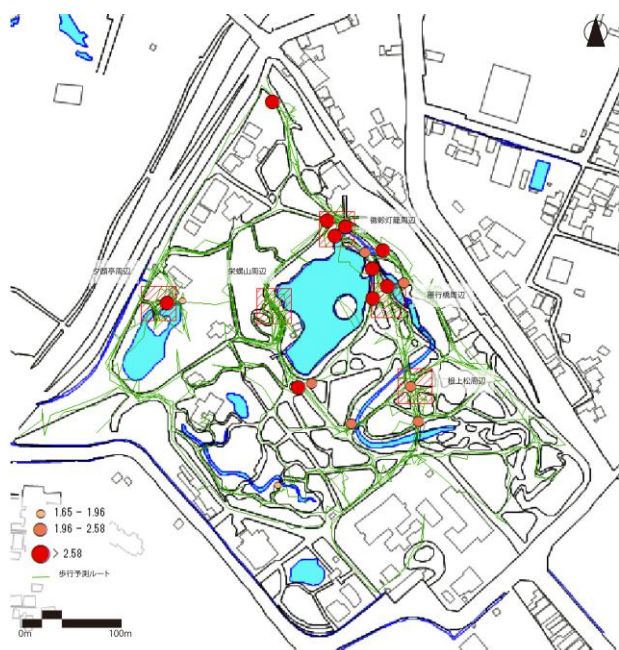 徽軫灯籠周辺
夕顔亭周辺
栄螺山周辺
雁行橋周辺
根上松周辺
1.65 - 1.96
1.96 - 2.58
> 2.58
歩行予測ルート
0m
100m